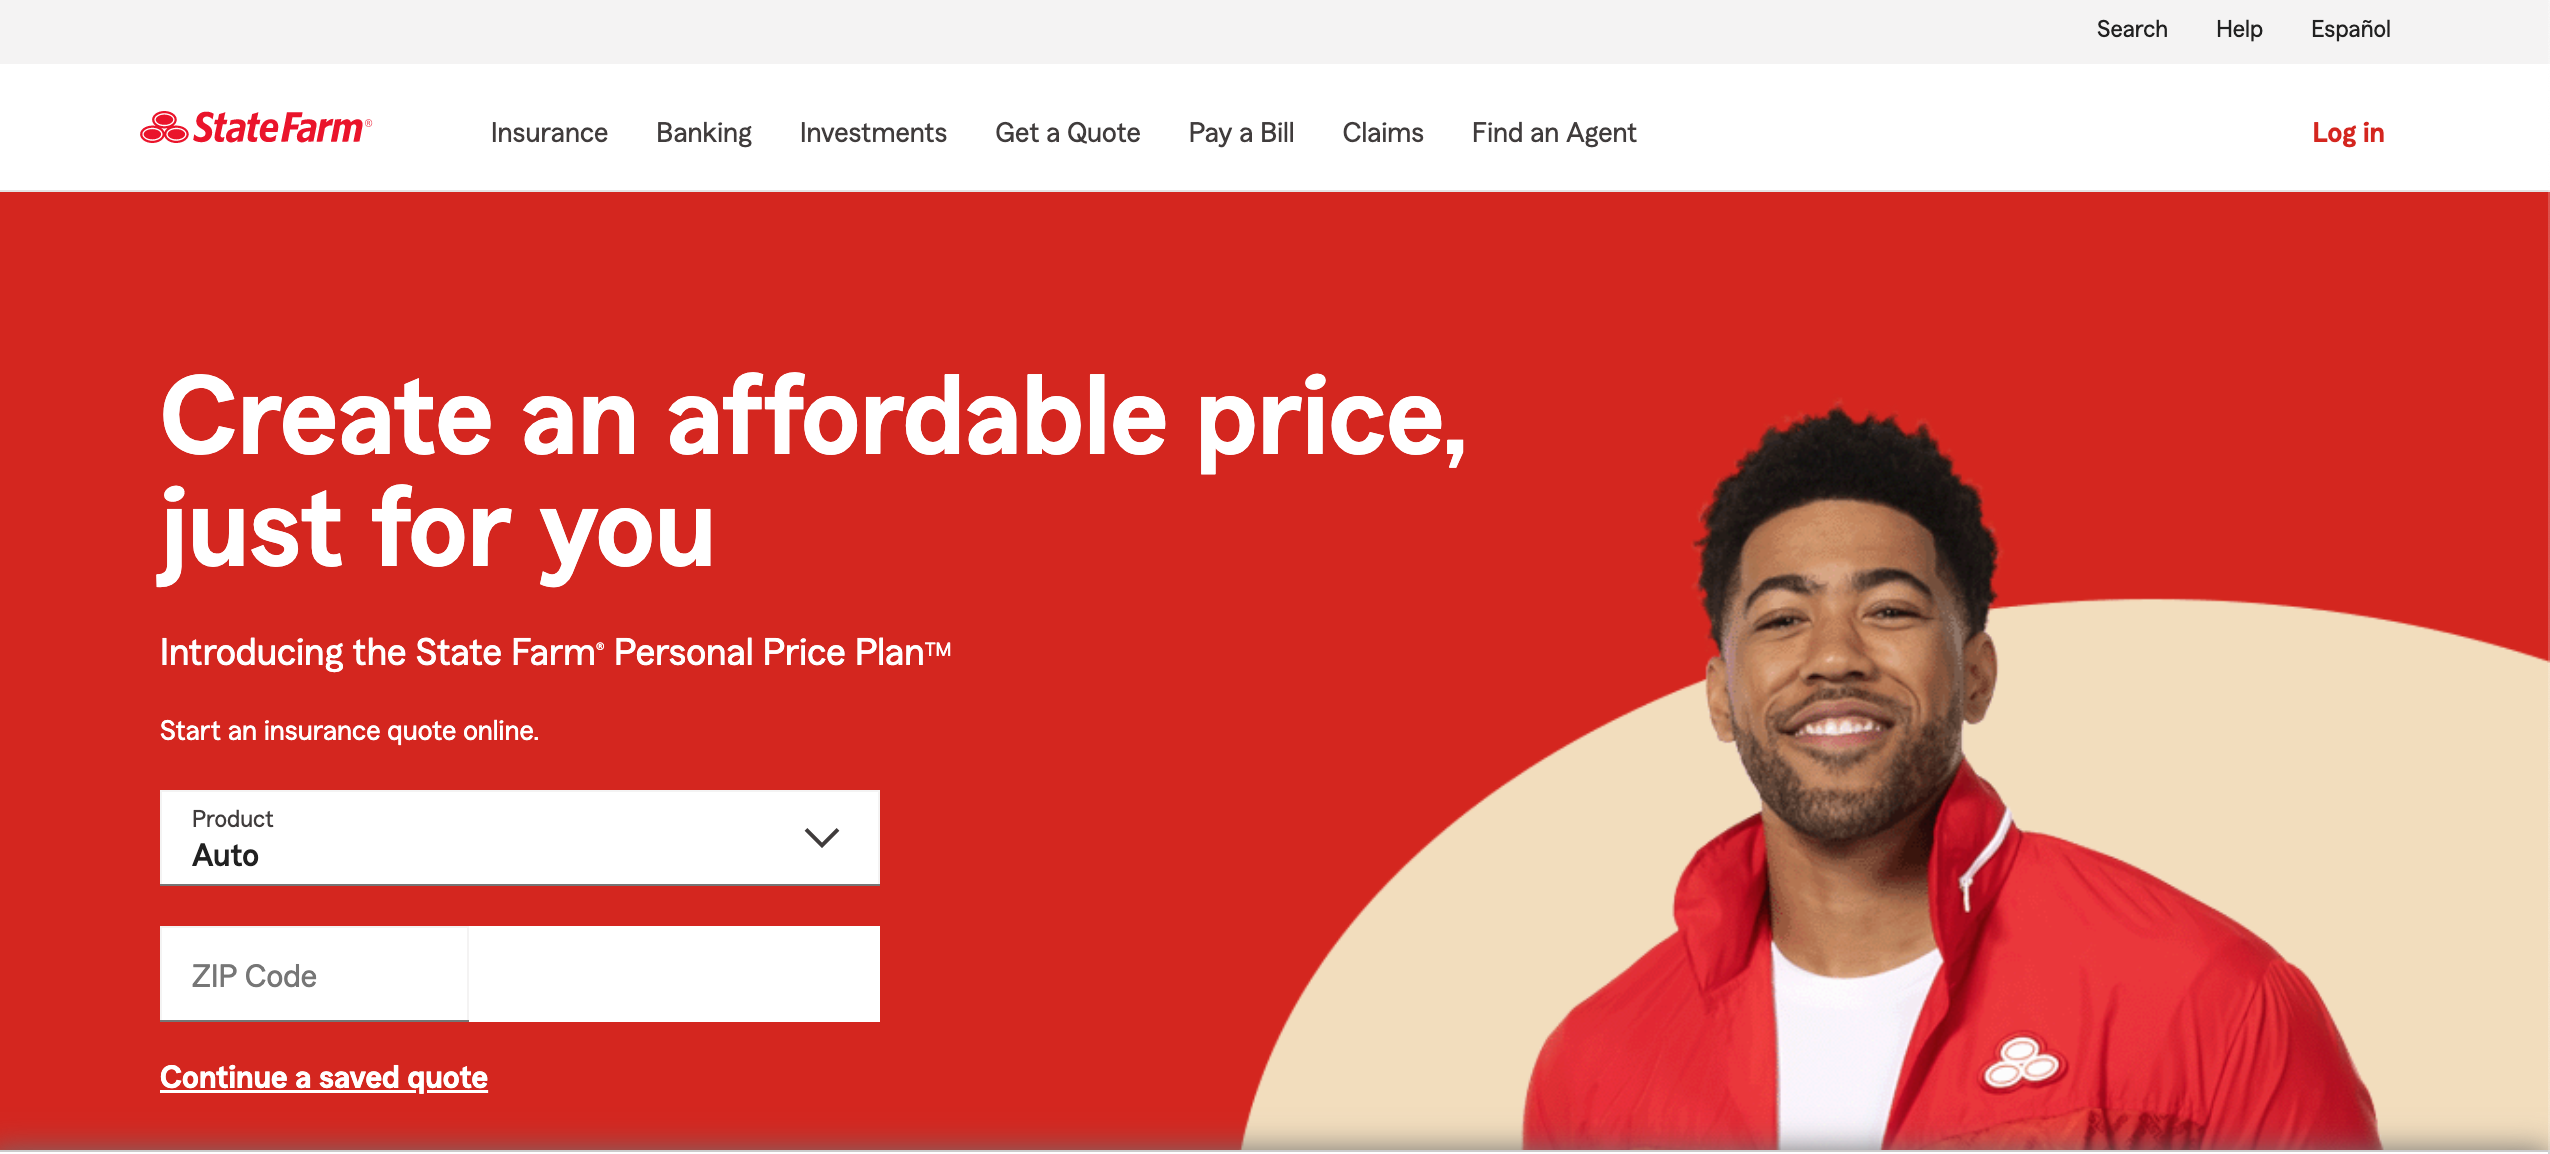 Search Help Español
State Farm® Insurance Banking Investments Get a Quote Pay a Bill Claims Find an Agent Log in
Create an affordable price,
just for you
Introducing the State Farm® Personal Price Plan™
Start an insurance quote online.
Product
Auto
ZIP Code
Continue a saved quote